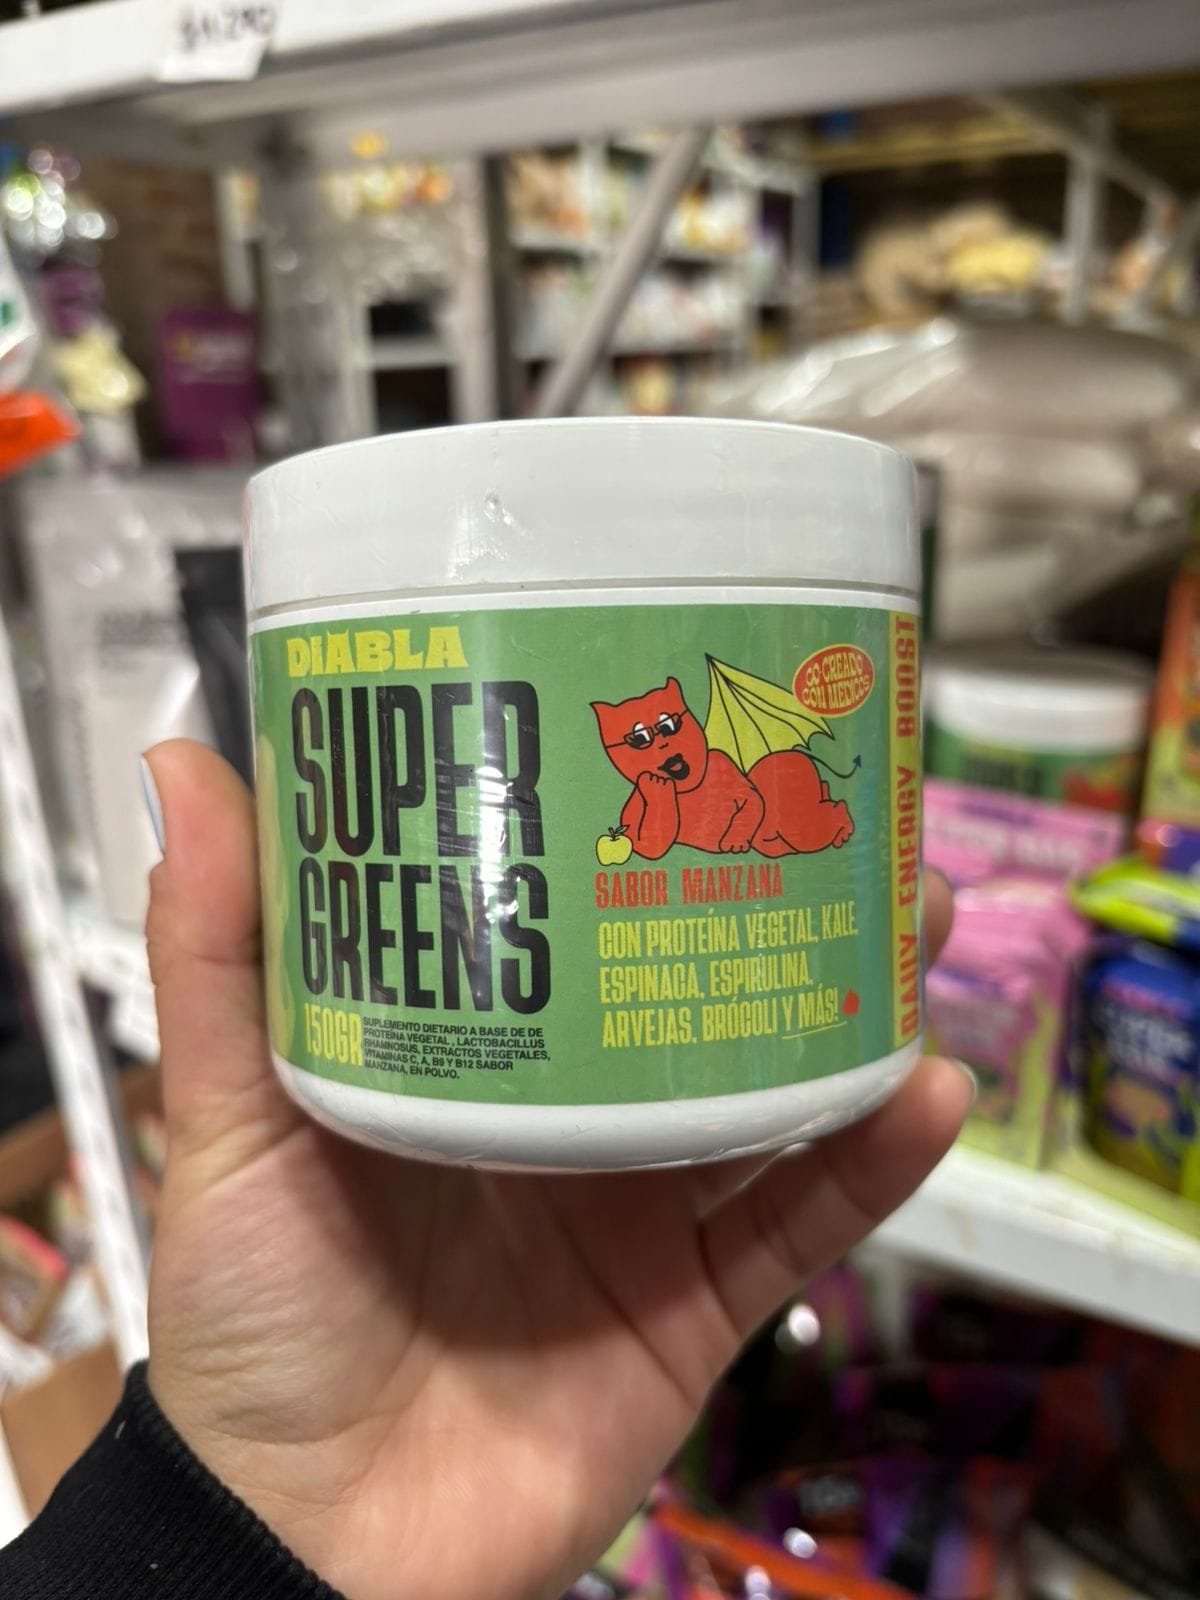 DIABLA
SUPER
GREENS
150GR
SUPLEMENTO DIETARIO A BASE DE DE
PROTEÍNA VEGETAL, LACTOBACILLUS
RHAMNOSUS, EXTRACTOS VEGETALES,
VITAMINAS C, A, B9 Y B12 SABOR
MANZANA, EN POLVO.
CO-CREADO
CON MÉDICOS
SABOR MANZANA
CON PROTEÍNA VEGETAL, KALE,
ESPINACA, ESPIRULINA,
ARVEJAS, BRÓCOLI Y MÁS!
DAILY ENERGY BOOST